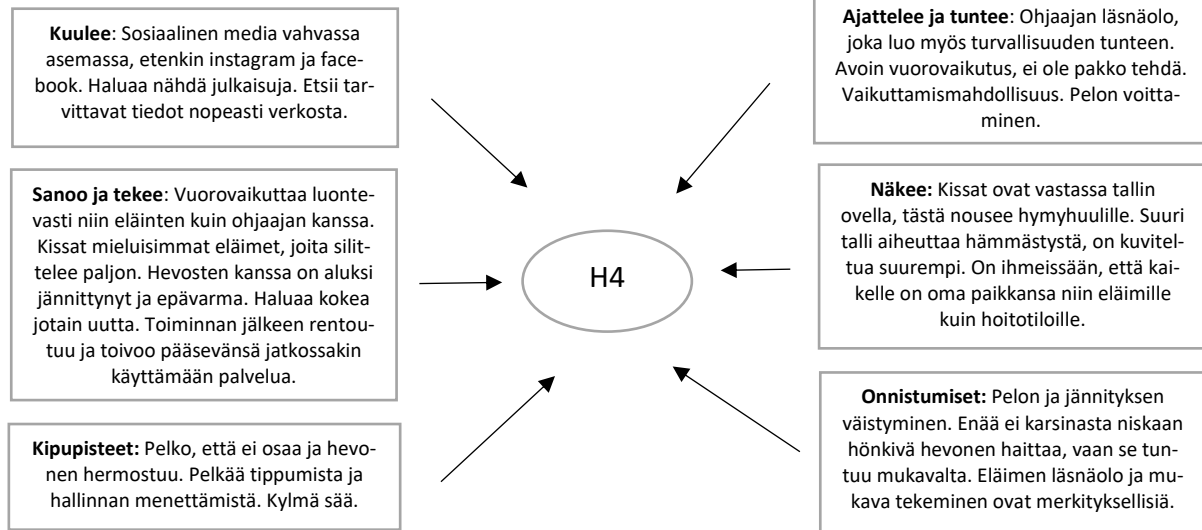 Kuulee: Sosiaalinen media vahvassa
asemassa, etenkin instagram ja face-
book. Haluaa nähdä julkaisuja. Etsii tar-
vittavat tiedot nopeasti verkosta.
Sanoo ja tekee: Vuorovaikuttaa luonte-
vasti niin eläinten kuin ohjaajan kanssa.
Kissat mieluisimmat eläimet, joita silit-
telee paljon. Hevosten kanssa on aluksi
jännittynyt ja epävarma. Haluaa kokea
jotain uutta. Toiminnan jälkeen rentou-
tuu ja toivoo pääsevänsä jatkossakin
käyttämään palvelua.
Kipupisteet: Pelko, että ei osaa ja hevo-
nen hermostuu. Pelkää tippumista ja
hallinnan menettämistä. Kylmä sää.
H4
Ajattelee ja tuntee: Ohjaajan läsnäolo,
joka luo myös turvallisuuden tunteen.
Avoin vuorovaikutus, ei ole pakko tehdä.
Vaikuttamismahdollisuus. Pelon voitta-
minen.
Näkee: Kissat ovat vastassa tallin
ovella, tästä nousee hymyhuulille. Suuri
talli aiheuttaa hämmästystä, on kuvitel-
tua suurempi. On ihmeissään, että kai-
kelle on oma paikkansa niin eläimille
kuin hoitotiloille.
Onnistumiset: Pelon ja jännityksen
väistyminen. Enää ei karsinasta niskaan
hönkivä hevonen haittaa, vaan se tun-
tuu mukavalta. Eläimen läsnäolo ja mu-
kava tekeminen ovat merkityksellisiä.